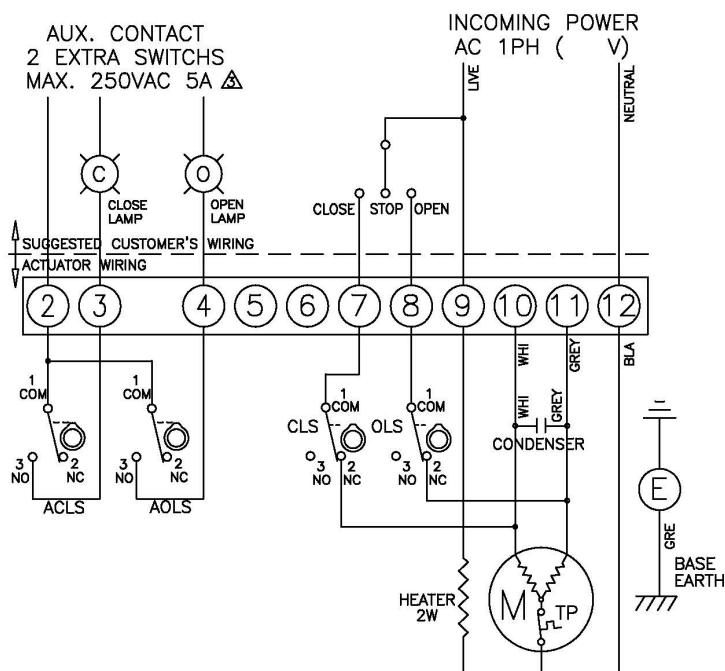 AUX. CONTACT
2 EXTRA SWITCHS
MAX. 250VAC 5A 3
INCOMING POWER
AC 1PH ( V)
LIVE
NEUTRAL
C
O
CLOSE
LAMP
OPEN
LAMP
CLOSE STOP OPEN
SUGGESTED CUSTOMER'S WIRING
ACTUATOR WIRING
2 3 4 5 6 7 8 9 10 11 12
WHI
GREY
BLA
1
COM
1
COM
1
COM
1
COM
WHI
GREY
CLS
OLS
CONDENSER
3
NO
2
NC
3
NO
2
NC
3
NO
2
NC
3
NO
2
NC
ACLS
AOLS
E
GRE
BASE
EARTH
HEATER
2W
M
TP